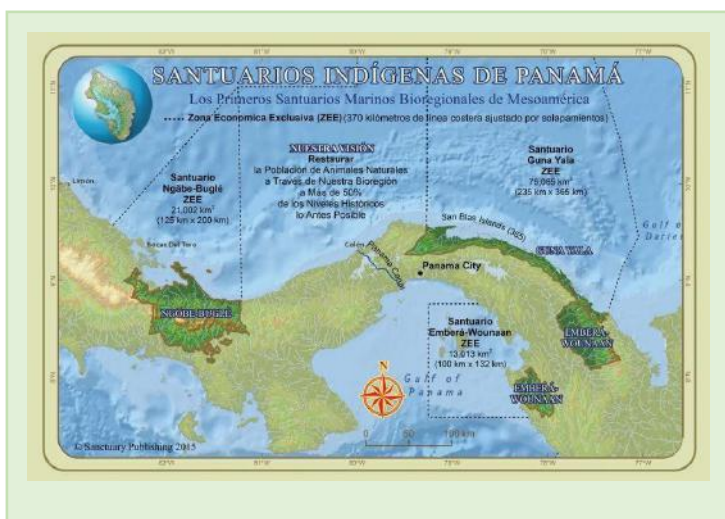 SANTUARIOS INDÍGENAS DE PANAMÁ
Los Primeros Santuarios Marinos Bioregionales de Mesoamérica
Zona Economica Exclusiva (ZEE) (370 kilómetros de línea costera ajustado por solapamientos)
NUESTRA VISIÓN
Restaurar
la Población de Animales Naturales
a Través de Nuestra Bioregión
a Más de 50%
de los Niveles Históricos
lo Antes Posible
Santuario
Ngäbe-Buglé
ZEE
21,002 km²
(125 km x 200 km)
Santuario
Guna Yala
ZEE
(235 km x 365 km)
Limón
Bocas Del Toro
Colón
Panama Canal
Panama City
San Blas Islands (365)
GUNA YALA
Gulf of
Darien
NGOBE-BUGLE
Santuario
Emberá-Wounaan
ZEE
13,013 km²
(100 km x 132 km)
EMBERÁ-
WOUNAAN
EMBERÁ-
WOUNAAN
Gulf of
Panama
0 50 100 km
© Sanctuary Publishing 2015